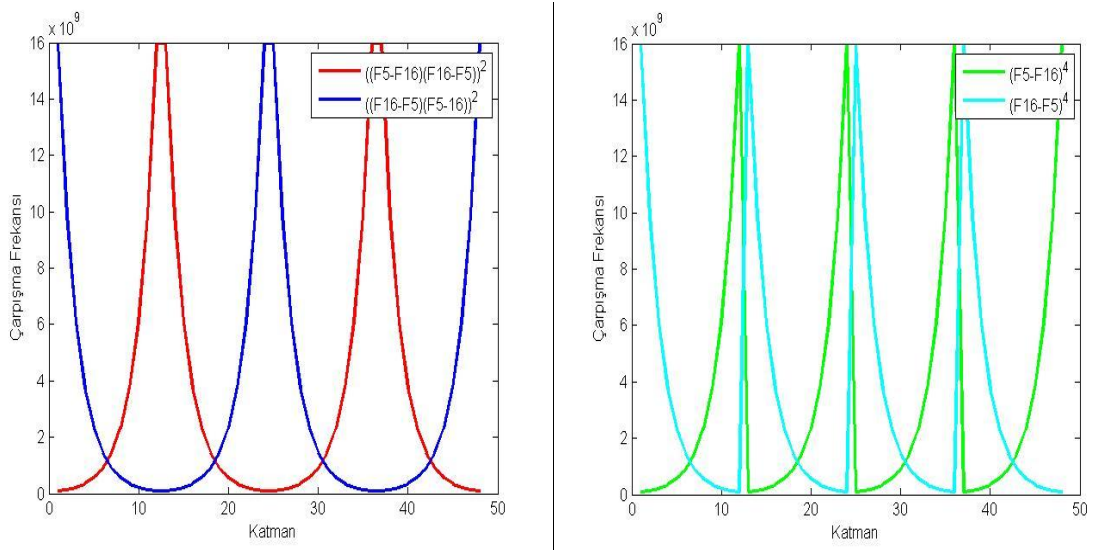 x 10^9
16
14
12
10
8
6
4
2
0
Çarpışma Frekansı
0 10 20 30 40 50
Katman
((F5-F16)(F16-F5))^2
((F16-F5)(F5-16))^2
x 10^9
16
14
12
10
8
6
4
2
0
Çarpışma Frekansı
0 10 20 30 40 50
Katman
(F5-F16)^4
(F16-F5)^4